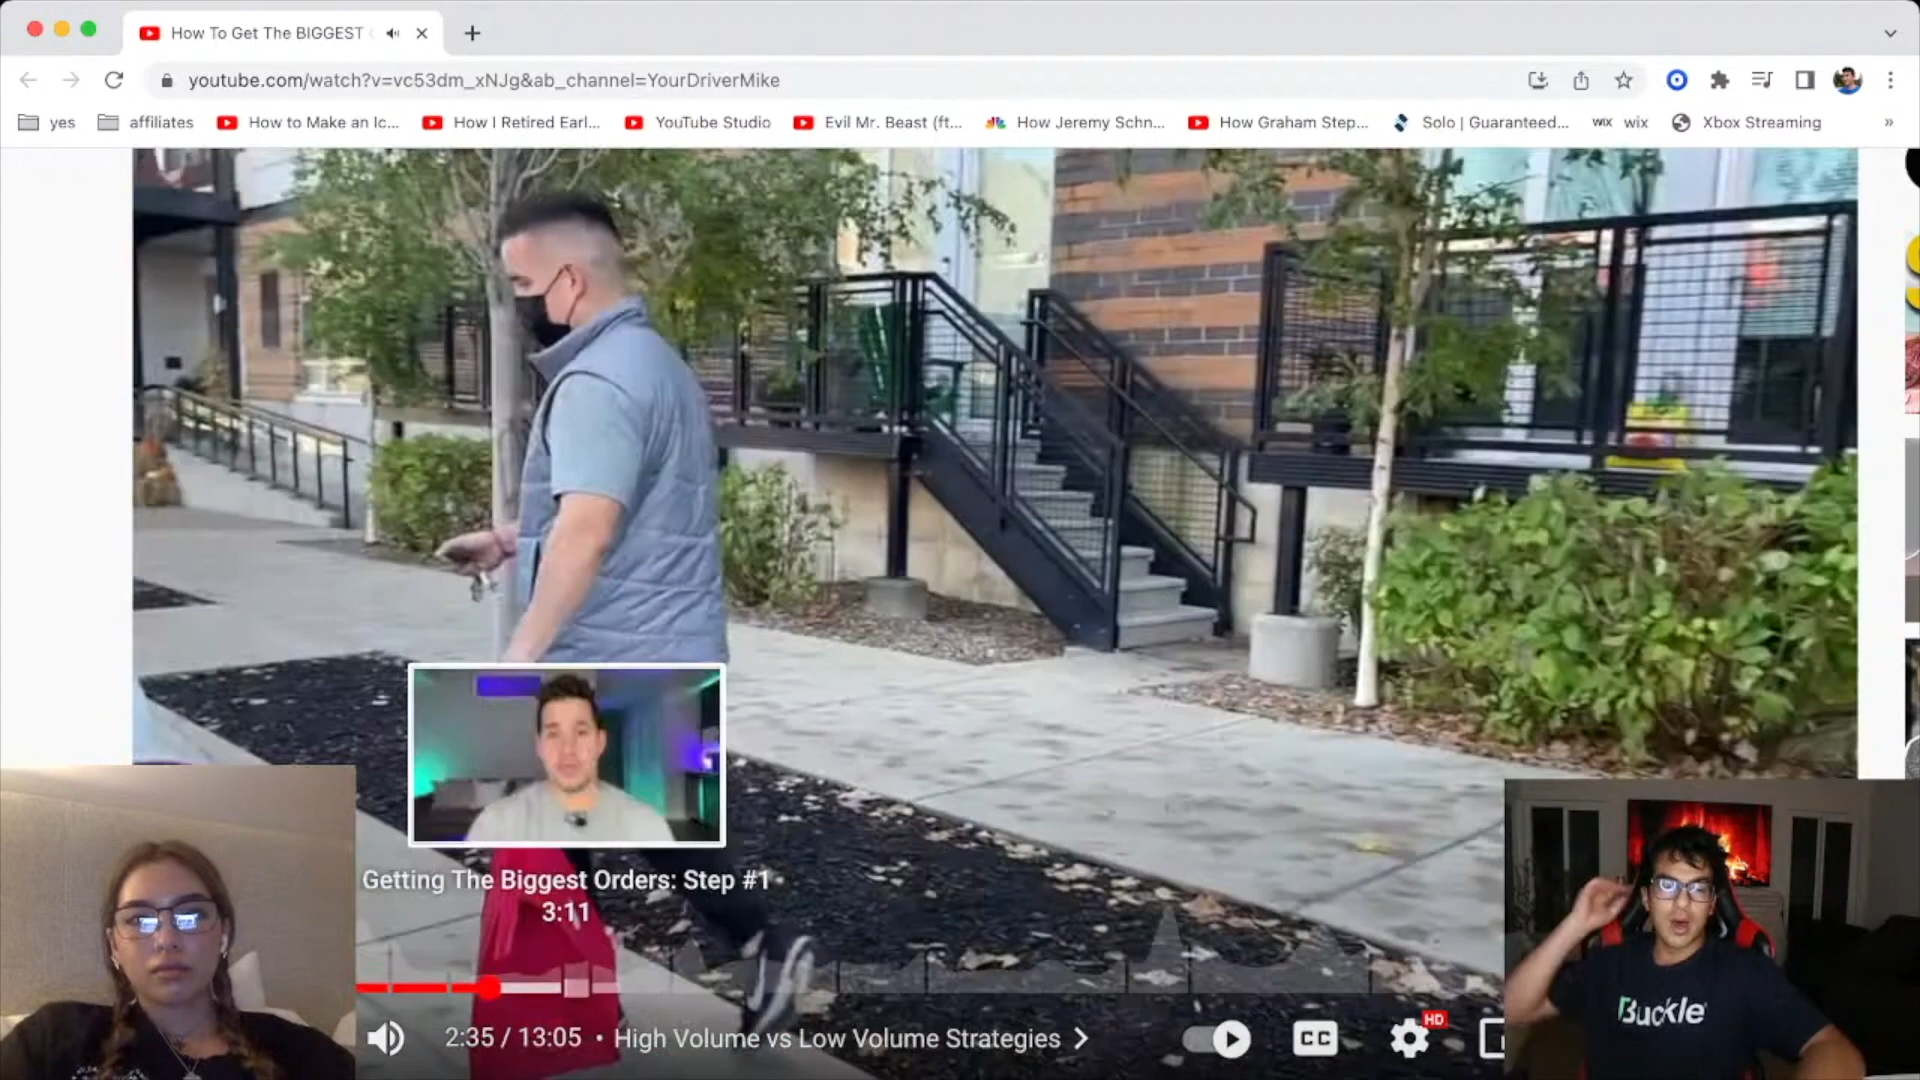 How To Get The BIGGEST
youtube.com/watch?v=vc53dm_xNJg&ab_channel=YourDriverMike
yes
affiliates
How to Make an Ic...
How I Retired Earl...
YouTube Studio
Evil Mr. Beast (ft...
How Jeremy Schn...
How Graham Step...
Solo | Guaranteed...
WiX wix
Xbox Streaming
»
Getting The Biggest Orders: Step #1
3:11
2:35 / 13:05 • High Volume vs Low Volume Strategies
CC
HD
Buckle